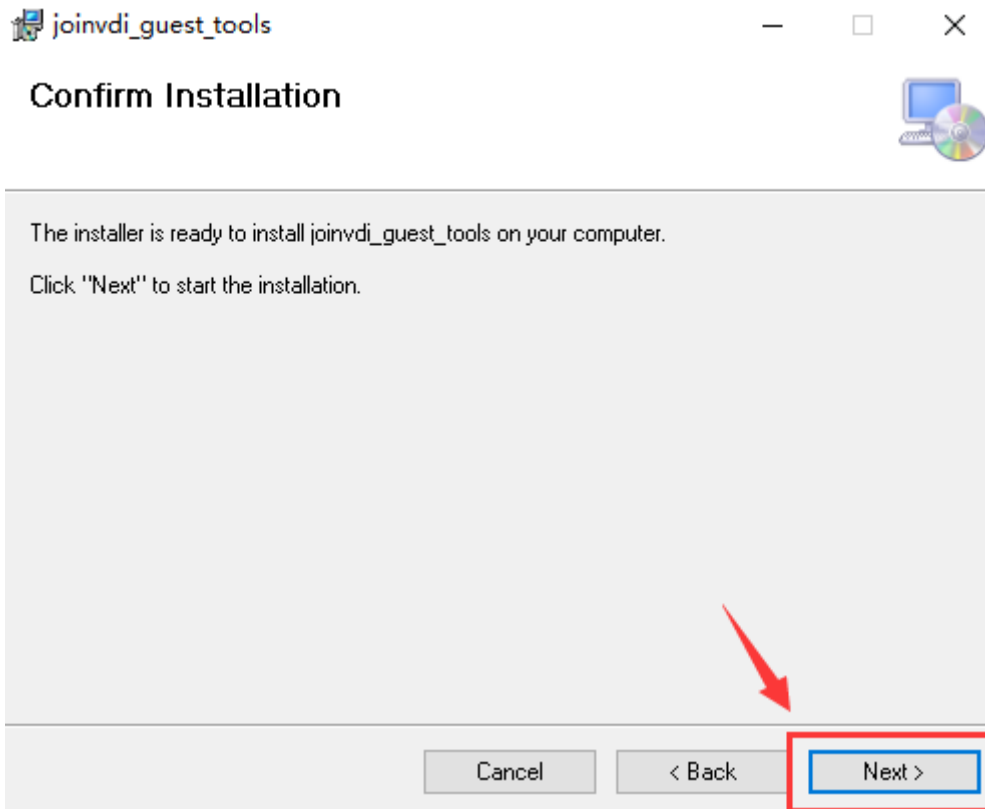 joinvdi_guest_tools
Confirm Installation
The installer is ready to install joinvdi_guest_tools on your computer.
Click "Next" to start the installation.
Cancel
< Back
Next >